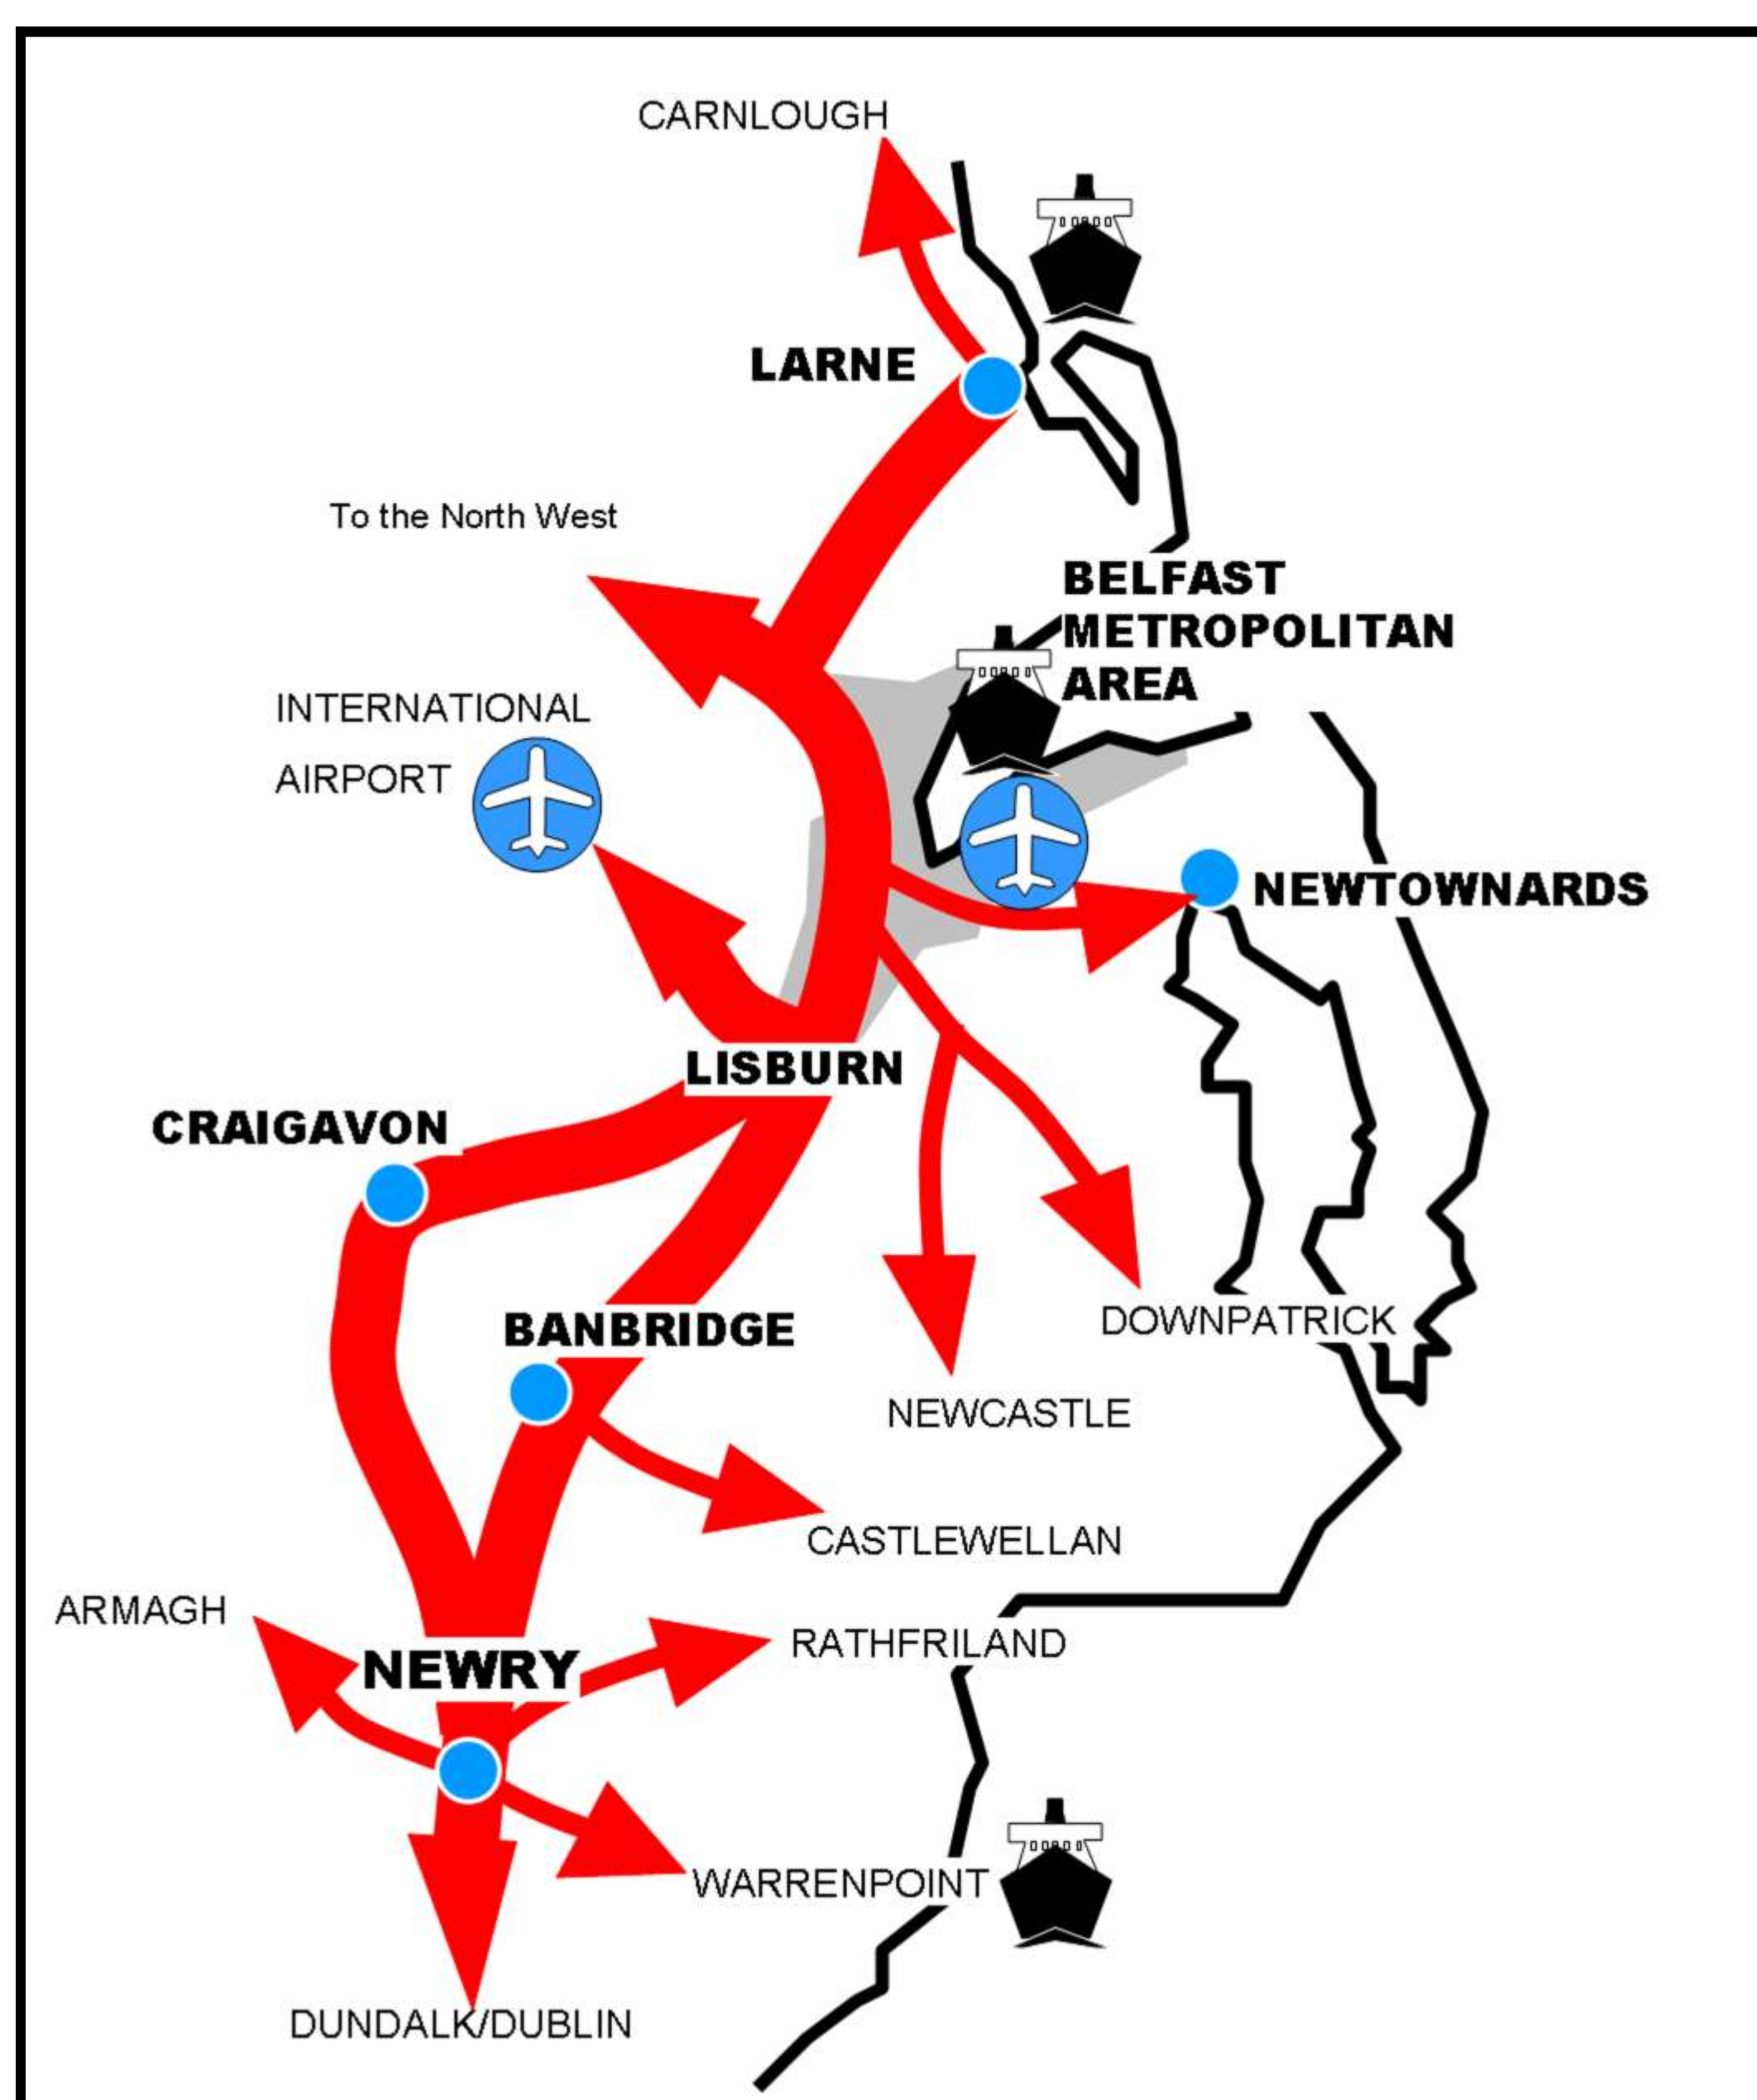 CARNLOUGH
LARNE
To the North West
BELFAST
METROPOLITAN
AREA
INTERNATIONAL
AIRPORT
NEWTOWNARDS
LISBURN
CRAIGAVON
BANBRIDGE
DOWNPATRICK
NEWCASTLE
CASTLEWELLAN
ARMAGH
RATHFRILAND
NEWRY
WARRENPOINT
DUNDALK/DUBLIN